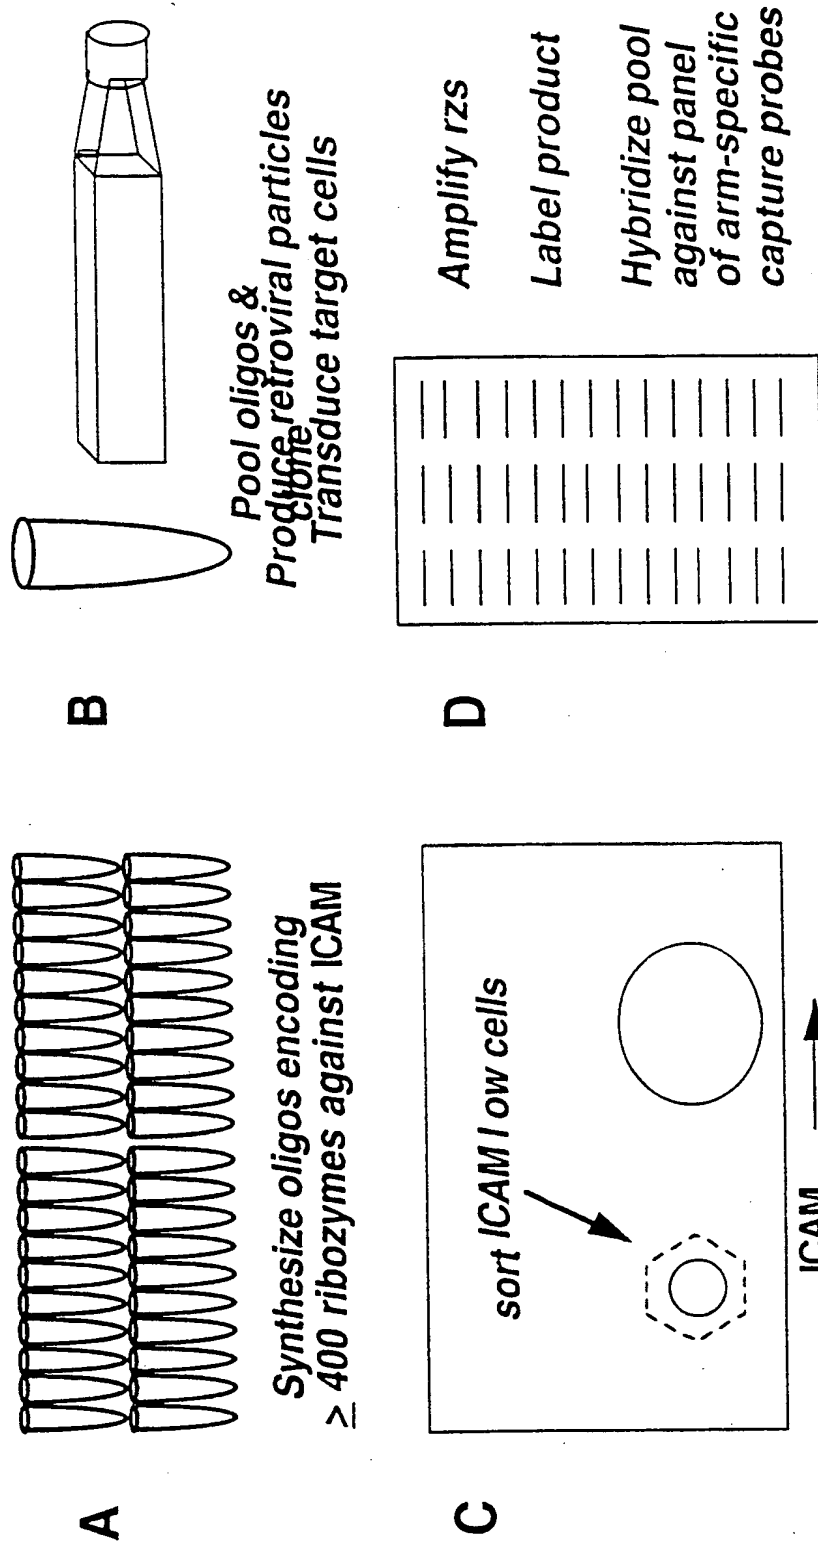 A
Synthesize oligos encoding
≥ 400 ribozymes against ICAM
B
Pool oligos &
clone
Produce retroviral particles
Transduce target cells
C
sort ICAM low cells
ICAM
D
Amplify rzs
Label product
Hybridize pool
against panel
of arm-specific
capture probes